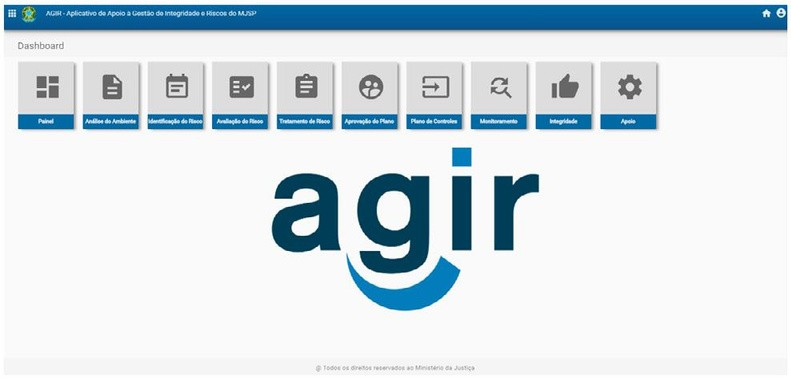 AGIR - Aplicativo de Apoio à Gestão de Integridade e Riscos do MJSP
Dashboard
Painel
Análise do Ambiente
Identificação do Risco
Avaliação do Risco
Tratamento de Risco
Aprovação do Plano
Plano de Controles
Monitoramento
Integridade
Apoio
agir
@ Todos os direitos reservados ao Ministério da Justiça